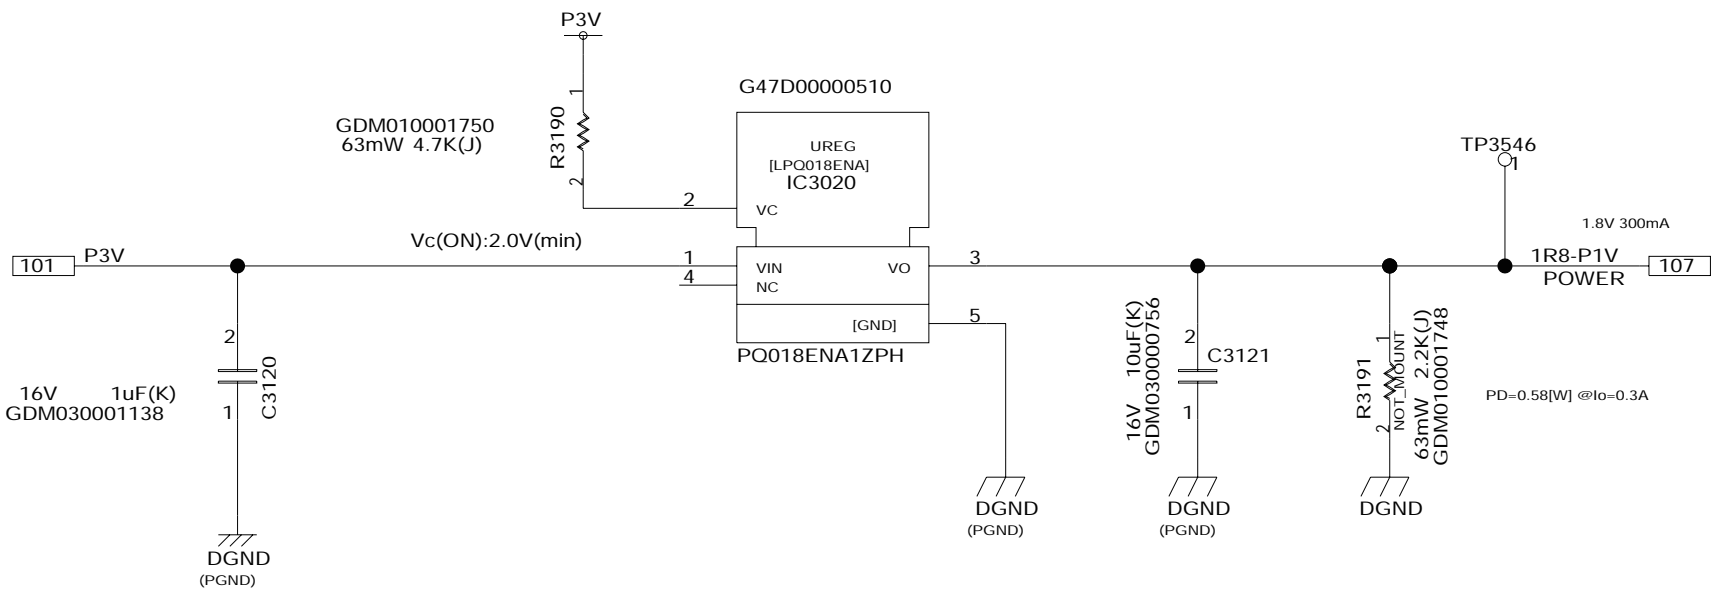 P3V
G47D00000510
GDM010001750
63mW 4.7K(J)
R3190
1
2
UREG
[LPQ018ENA]
IC3020
2
VC
Vc(ON):2.0V(min)
101
P3V
1
VIN
4
NC
VO
3
[GND]
5
PQ018ENA1ZPH
TP3546
1
1.8V 300mA
1R8-P1V
POWER
107
2
1
C3120
16V 1uF(K)
GDM030001138
DGND
(PGND)
DGND
(PGND)
16V 10uF(K)
GDM030000756
2
1
C3121
DGND
(PGND)
R3191
1
2
NOT_MOUNT
63mW 2.2K(J)
GDM010001748
DGND
PD=0.58[W] @Io=0.3A